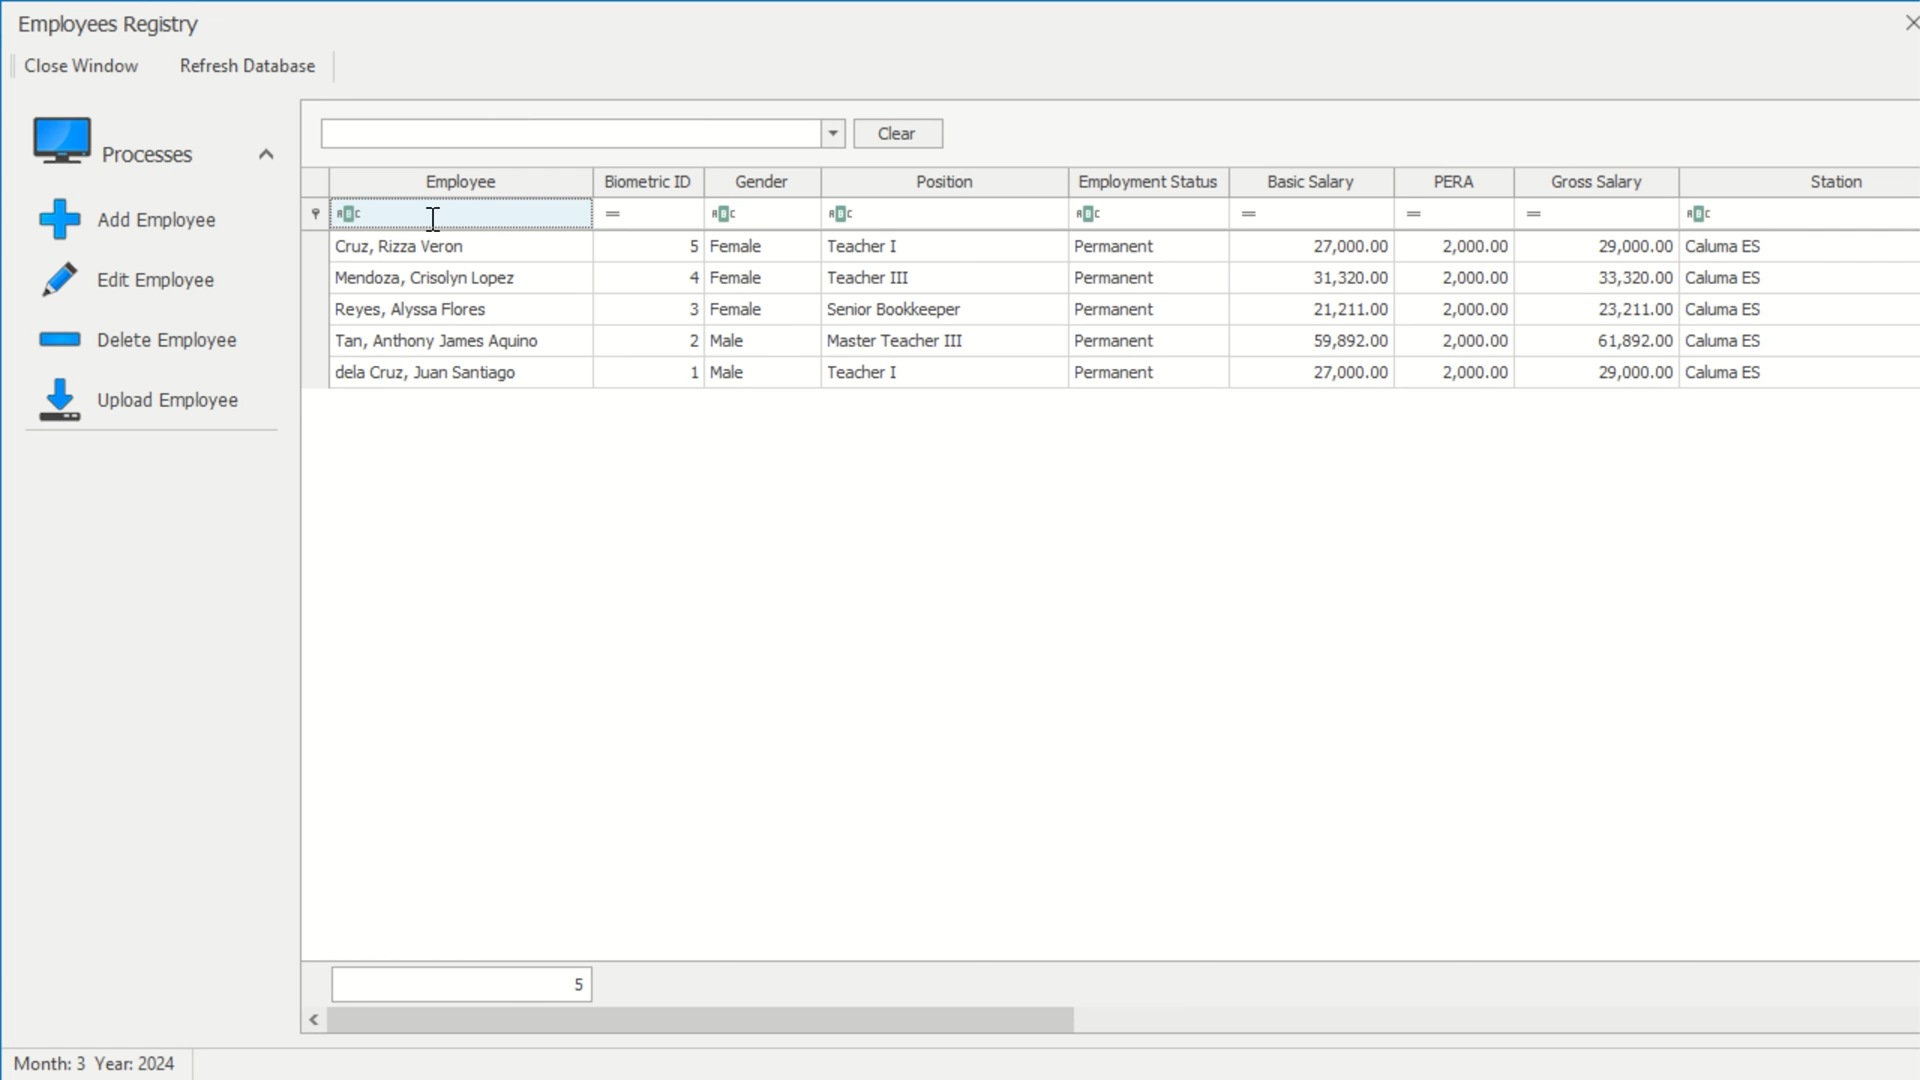 Employees Registry
Close Window Refresh Database
Processes
Add Employee
Edit Employee
Delete Employee
Upload Employee
Clear
Employee Biometric ID Gender Position Employment Status Basic Salary PERA Gross Salary Station
ABC = ABC ABC ABC = = = ABC
Cruz, Rizza Veron 5 Female Teacher I Permanent 27,000.00 2,000.00 29,000.00 Caluma ES
Mendoza, Crisolyn Lopez 4 Female Teacher III Permanent 31,320.00 2,000.00 33,320.00 Caluma ES
Reyes, Alyssa Flores 3 Female Senior Bookkeeper Permanent 21,211.00 2,000.00 23,211.00 Caluma ES
Tan, Anthony James Aquino 2 Male Master Teacher III Permanent 59,892.00 2,000.00 61,892.00 Caluma ES
dela Cruz, Juan Santiago 1 Male Teacher I Permanent 27,000.00 2,000.00 29,000.00 Caluma ES
5
Month: 3 Year: 2024